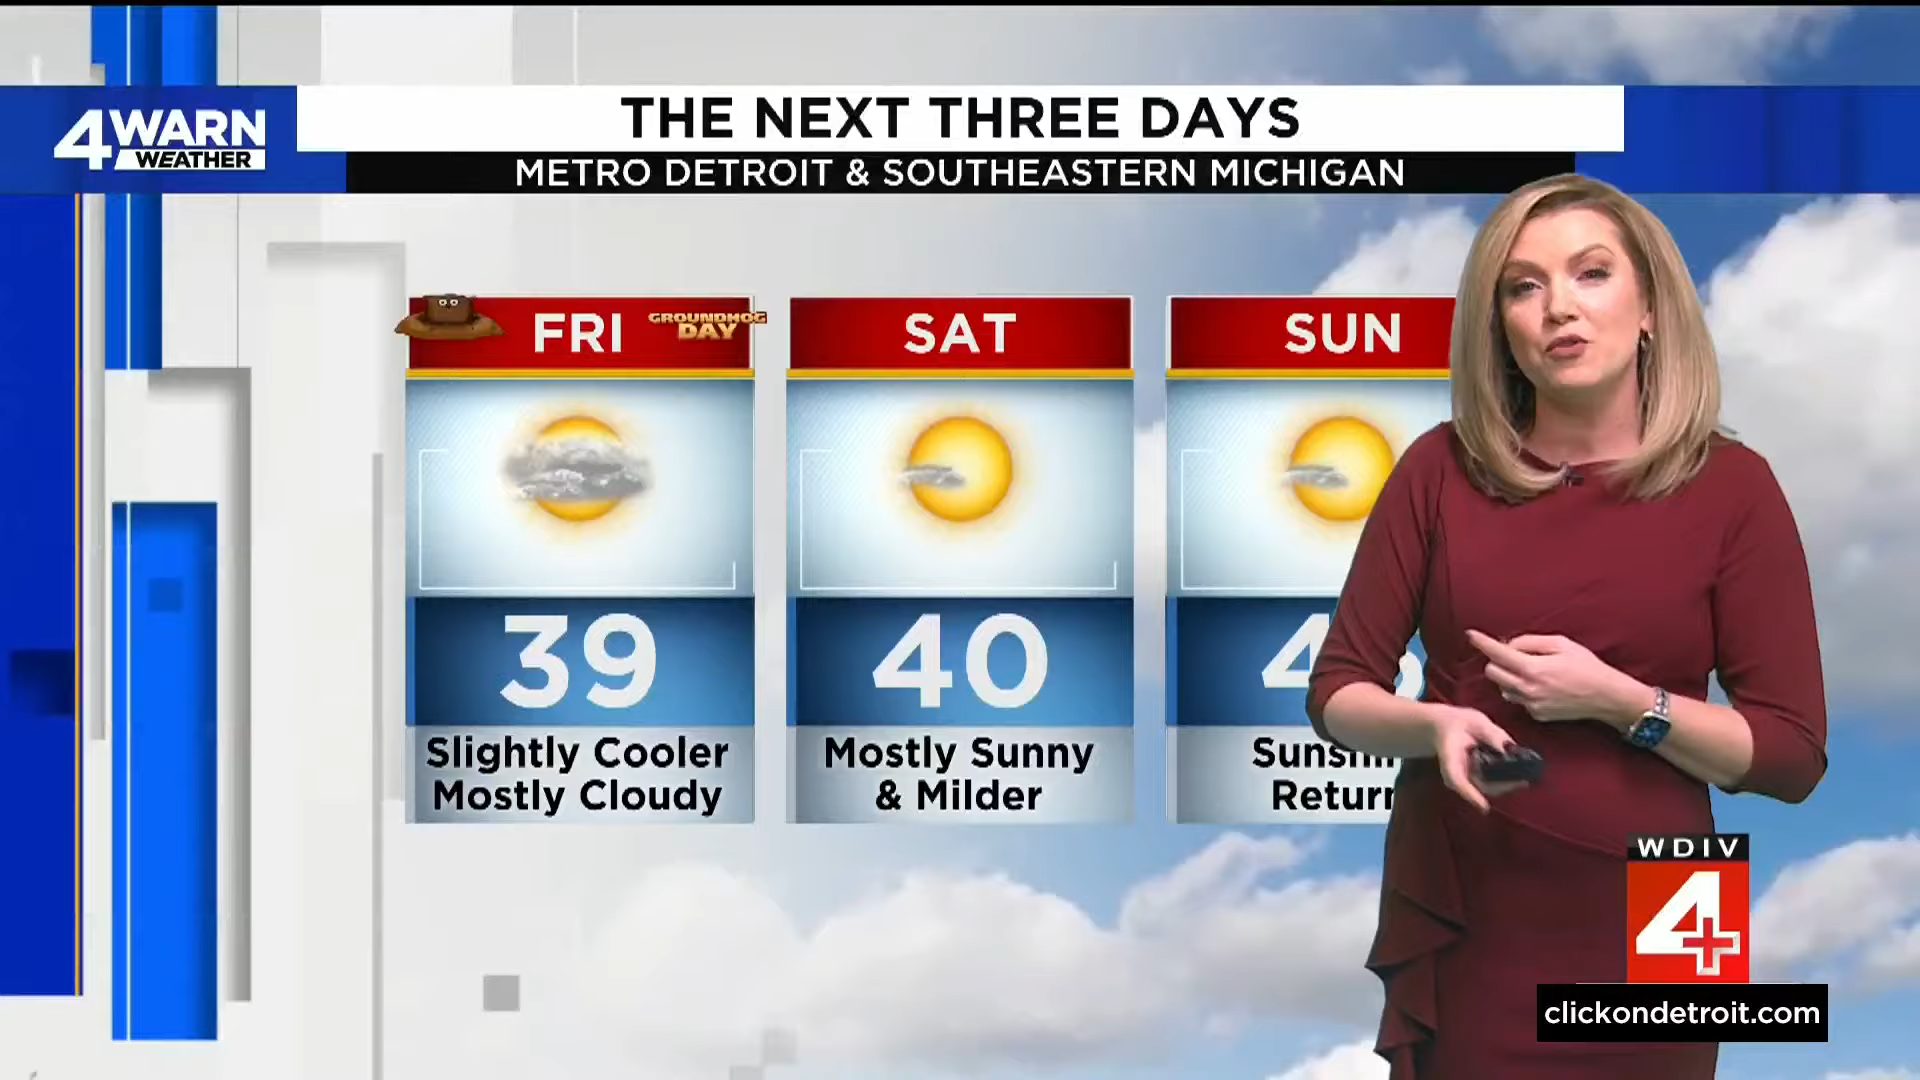 THE NEXT THREE DAYS
4WARN
WEATHER
METRO DETROIT & SOUTHEASTERN MICHIGAN
FRI
GROUNDHOG
DAY
SAT
SUN
39
40
Slightly Cooler
Mostly Cloudy
Mostly Sunny
& Milder
WDIV
4
clickondetroit.com